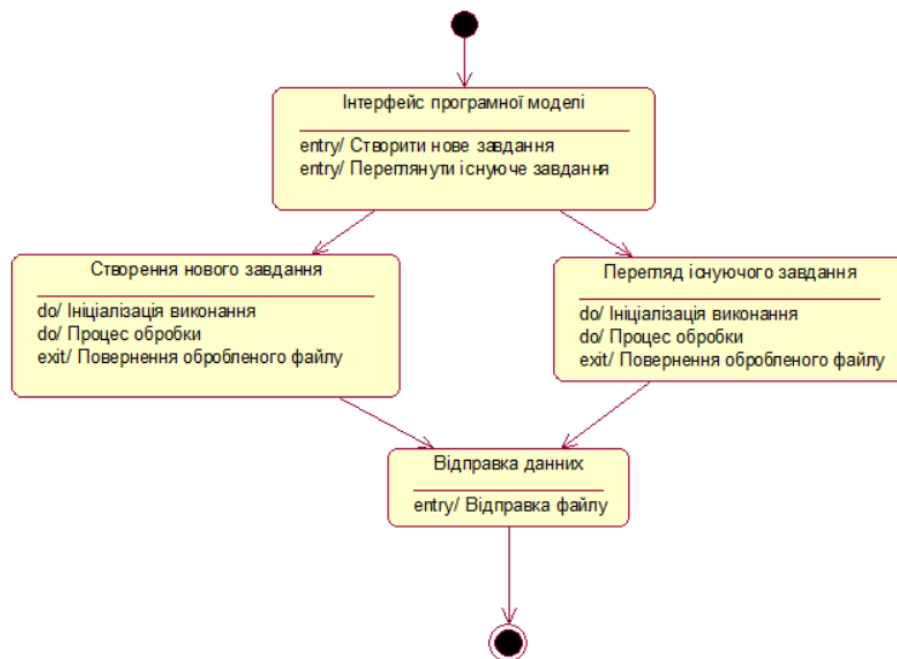 Інтерфейс програмної моделі
entry/ Створити нове завдання
entry/ Переглянути існуюче завдання
Створення нового завдання
do/ Ініціалізація виконання
do/ Процес обробки
exit/ Повернення обробленого файлу
Перегляд існуючого завдання
do/ Ініціалізація виконання
do/ Процес обробки
exit/ Повернення обробленого файлу
Відправка данних
entry/ Відправка файлу